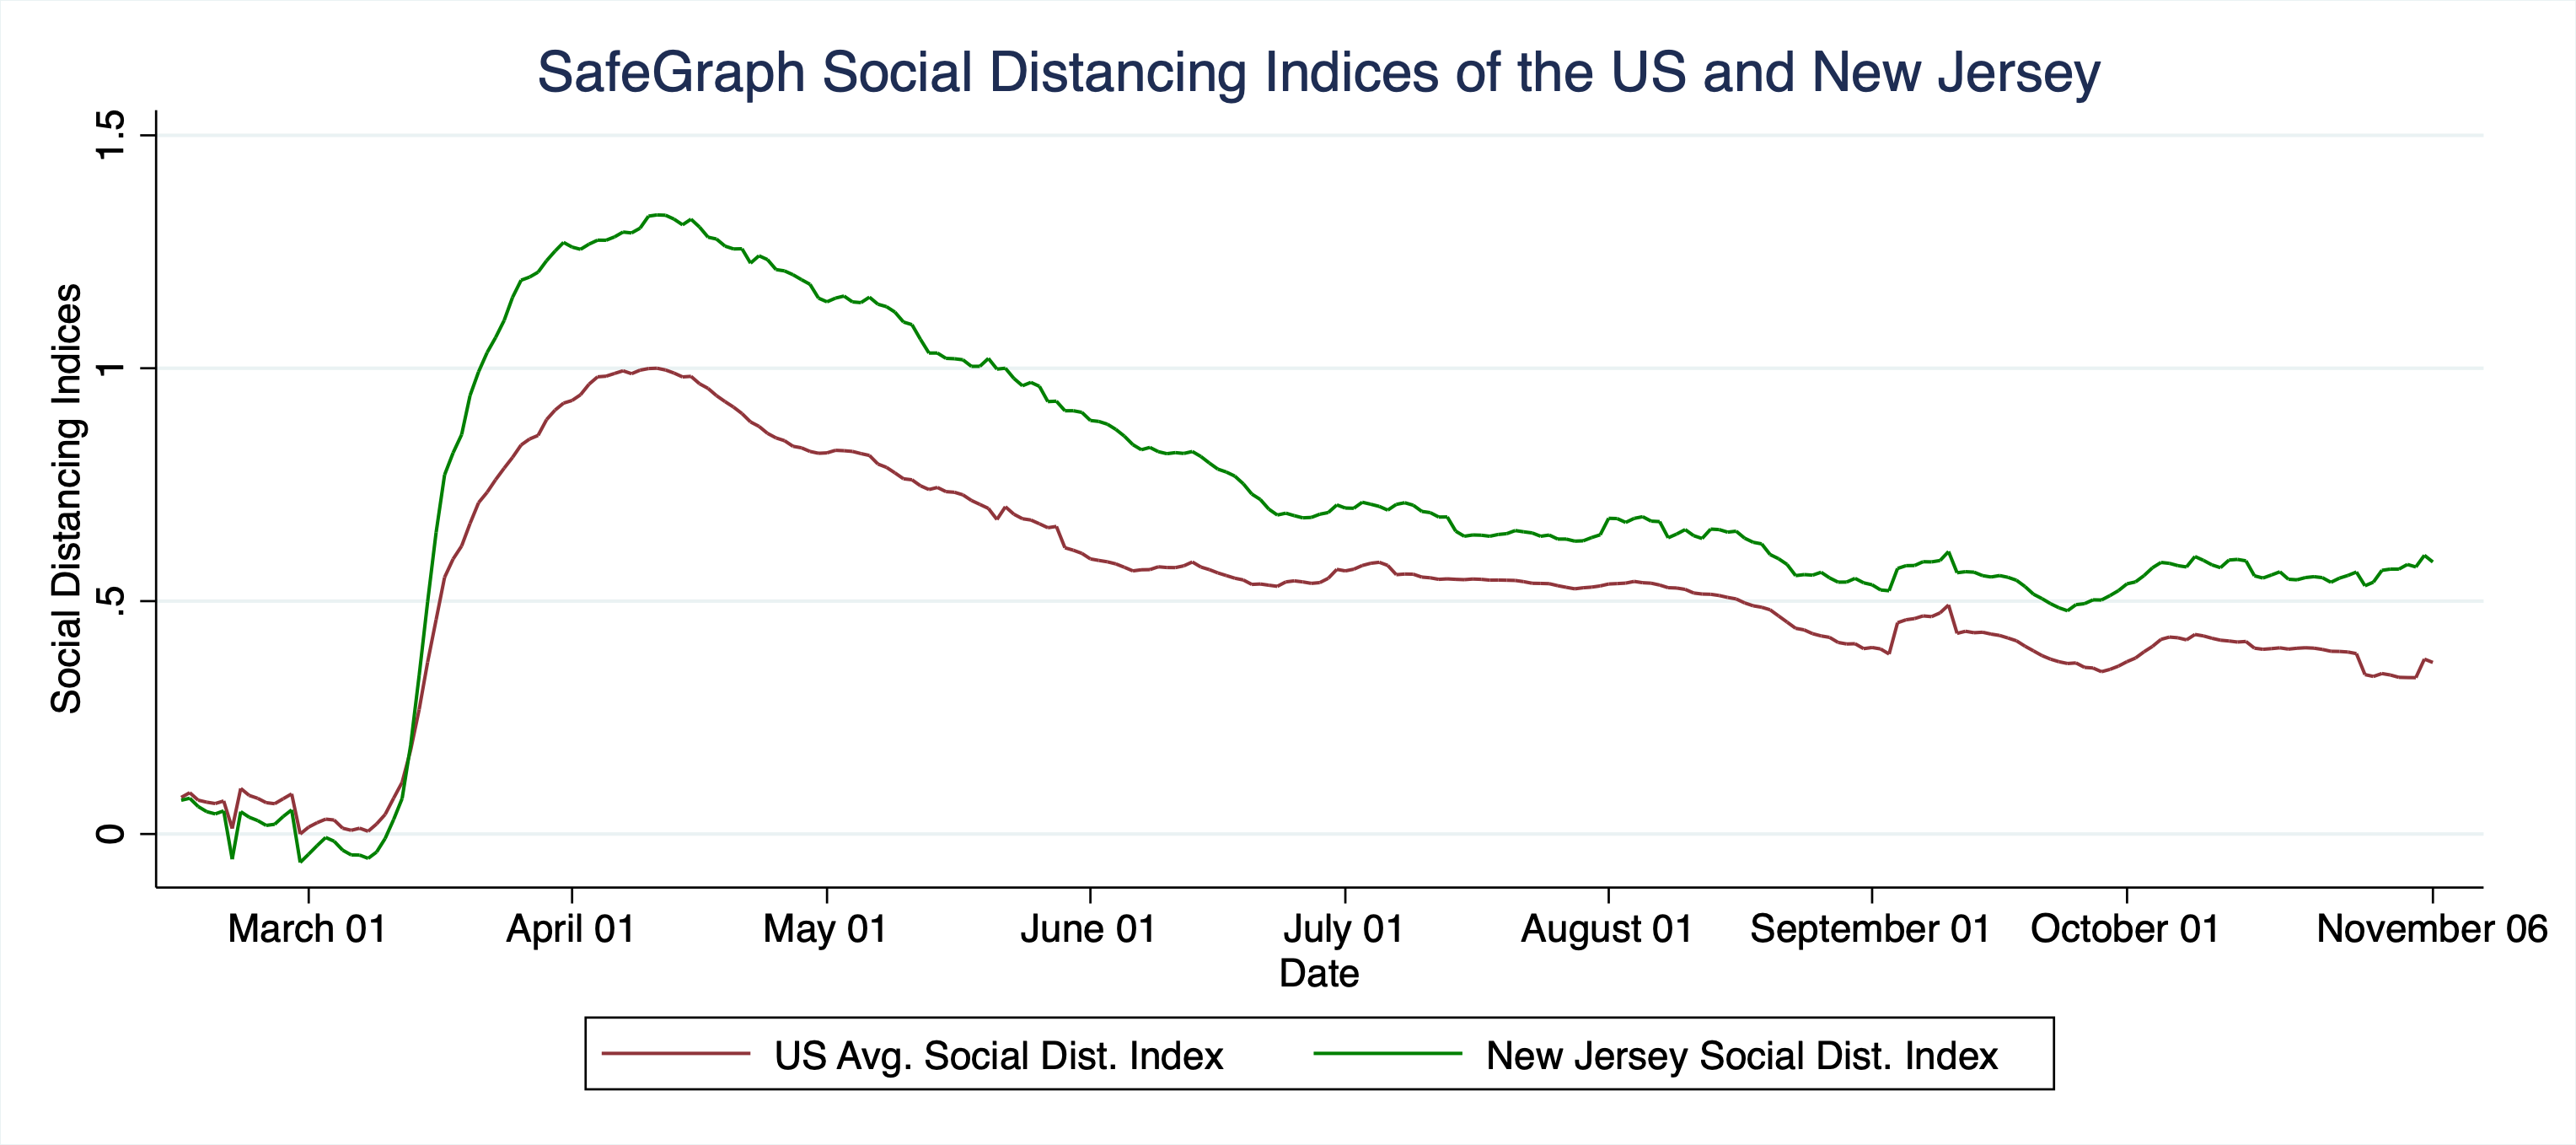 SafeGraph Social Distancing Indices of the US and New Jersey
Social Distancing Indices
1.5
1
.5
0
March 01 April 01 May 01 June 01 July 01 August 01 September 01 October 01 November 06
Date
US Avg. Social Dist. Index New Jersey Social Dist. Index